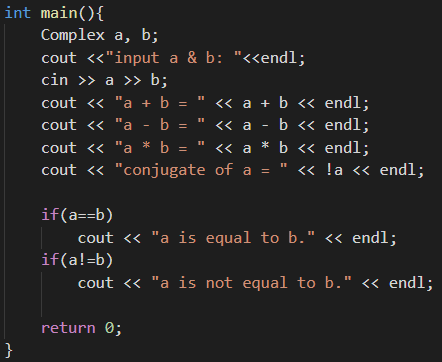 int main(){
    Complex a, b;
    cout <<"input a & b: "<<endl;
    cin >> a >> b;
    cout << "a + b = " << a + b << endl;
    cout << "a - b = " << a - b << endl;
    cout << "a * b = " << a * b << endl;
    cout << "conjugate of a = " << !a << endl;

    if(a==b)
        cout << "a is equal to b." << endl;
    if(a!=b)
        cout << "a is not equal to b." << endl;

    return 0;
}